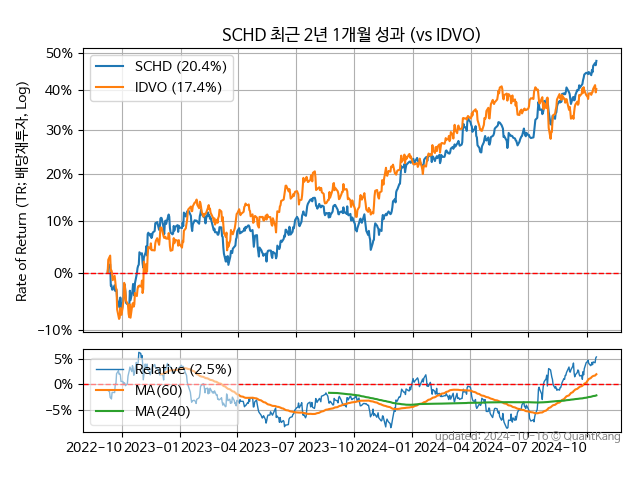 SCHD 최근 2년 1개월 성과 (vs IDVO)
Rate of Return (TR: 배당재투자, Log)
50%
40%
30%
20%
10%
0%
−10%
SCHD (20.4%)
IDVO (17.4%)
5%
0%
−5%
Relative (2.5%)
MA(60)
MA(240)
2022-10 2023-01 2023-04 2023-07 2023-10 2024-01 2024-04 2024-07 2024-10
updated: 2024-10-16 © QuantKang